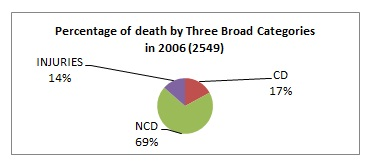 Percentage of death by Three Broad Categories
in 2006 (2549)
INJURIES
14%
CD
17%
NCD
69%